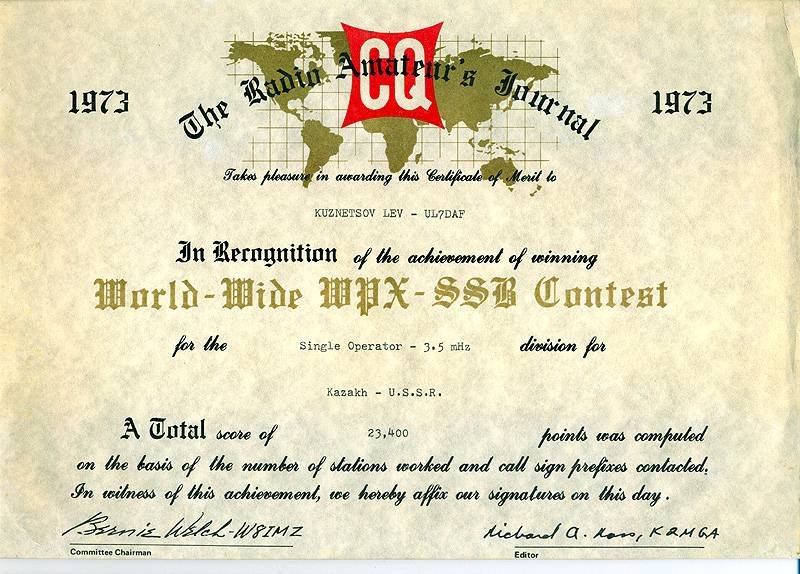 CQ
1973 The Radio Amateur's Journal 1973
Takes pleasure in awarding this Certificate of Merit to
KUZNETSOV LEV - UL7DAF
In Recognition of the achievement of winning
World-Wide WPX-SSB Contest
for the Single Operator - 3.5 mHz division for
Kazakh - U.S.S.R.
A Total score of 23,400 points was computed
on the basis of the number of stations worked and call sign prefixes contacted.
In witness of this achievement, we hereby affix our signatures on this day.
Bernie Welch-W8IMZ Richard A. Ross, K2MGA
Committee Chairman Editor